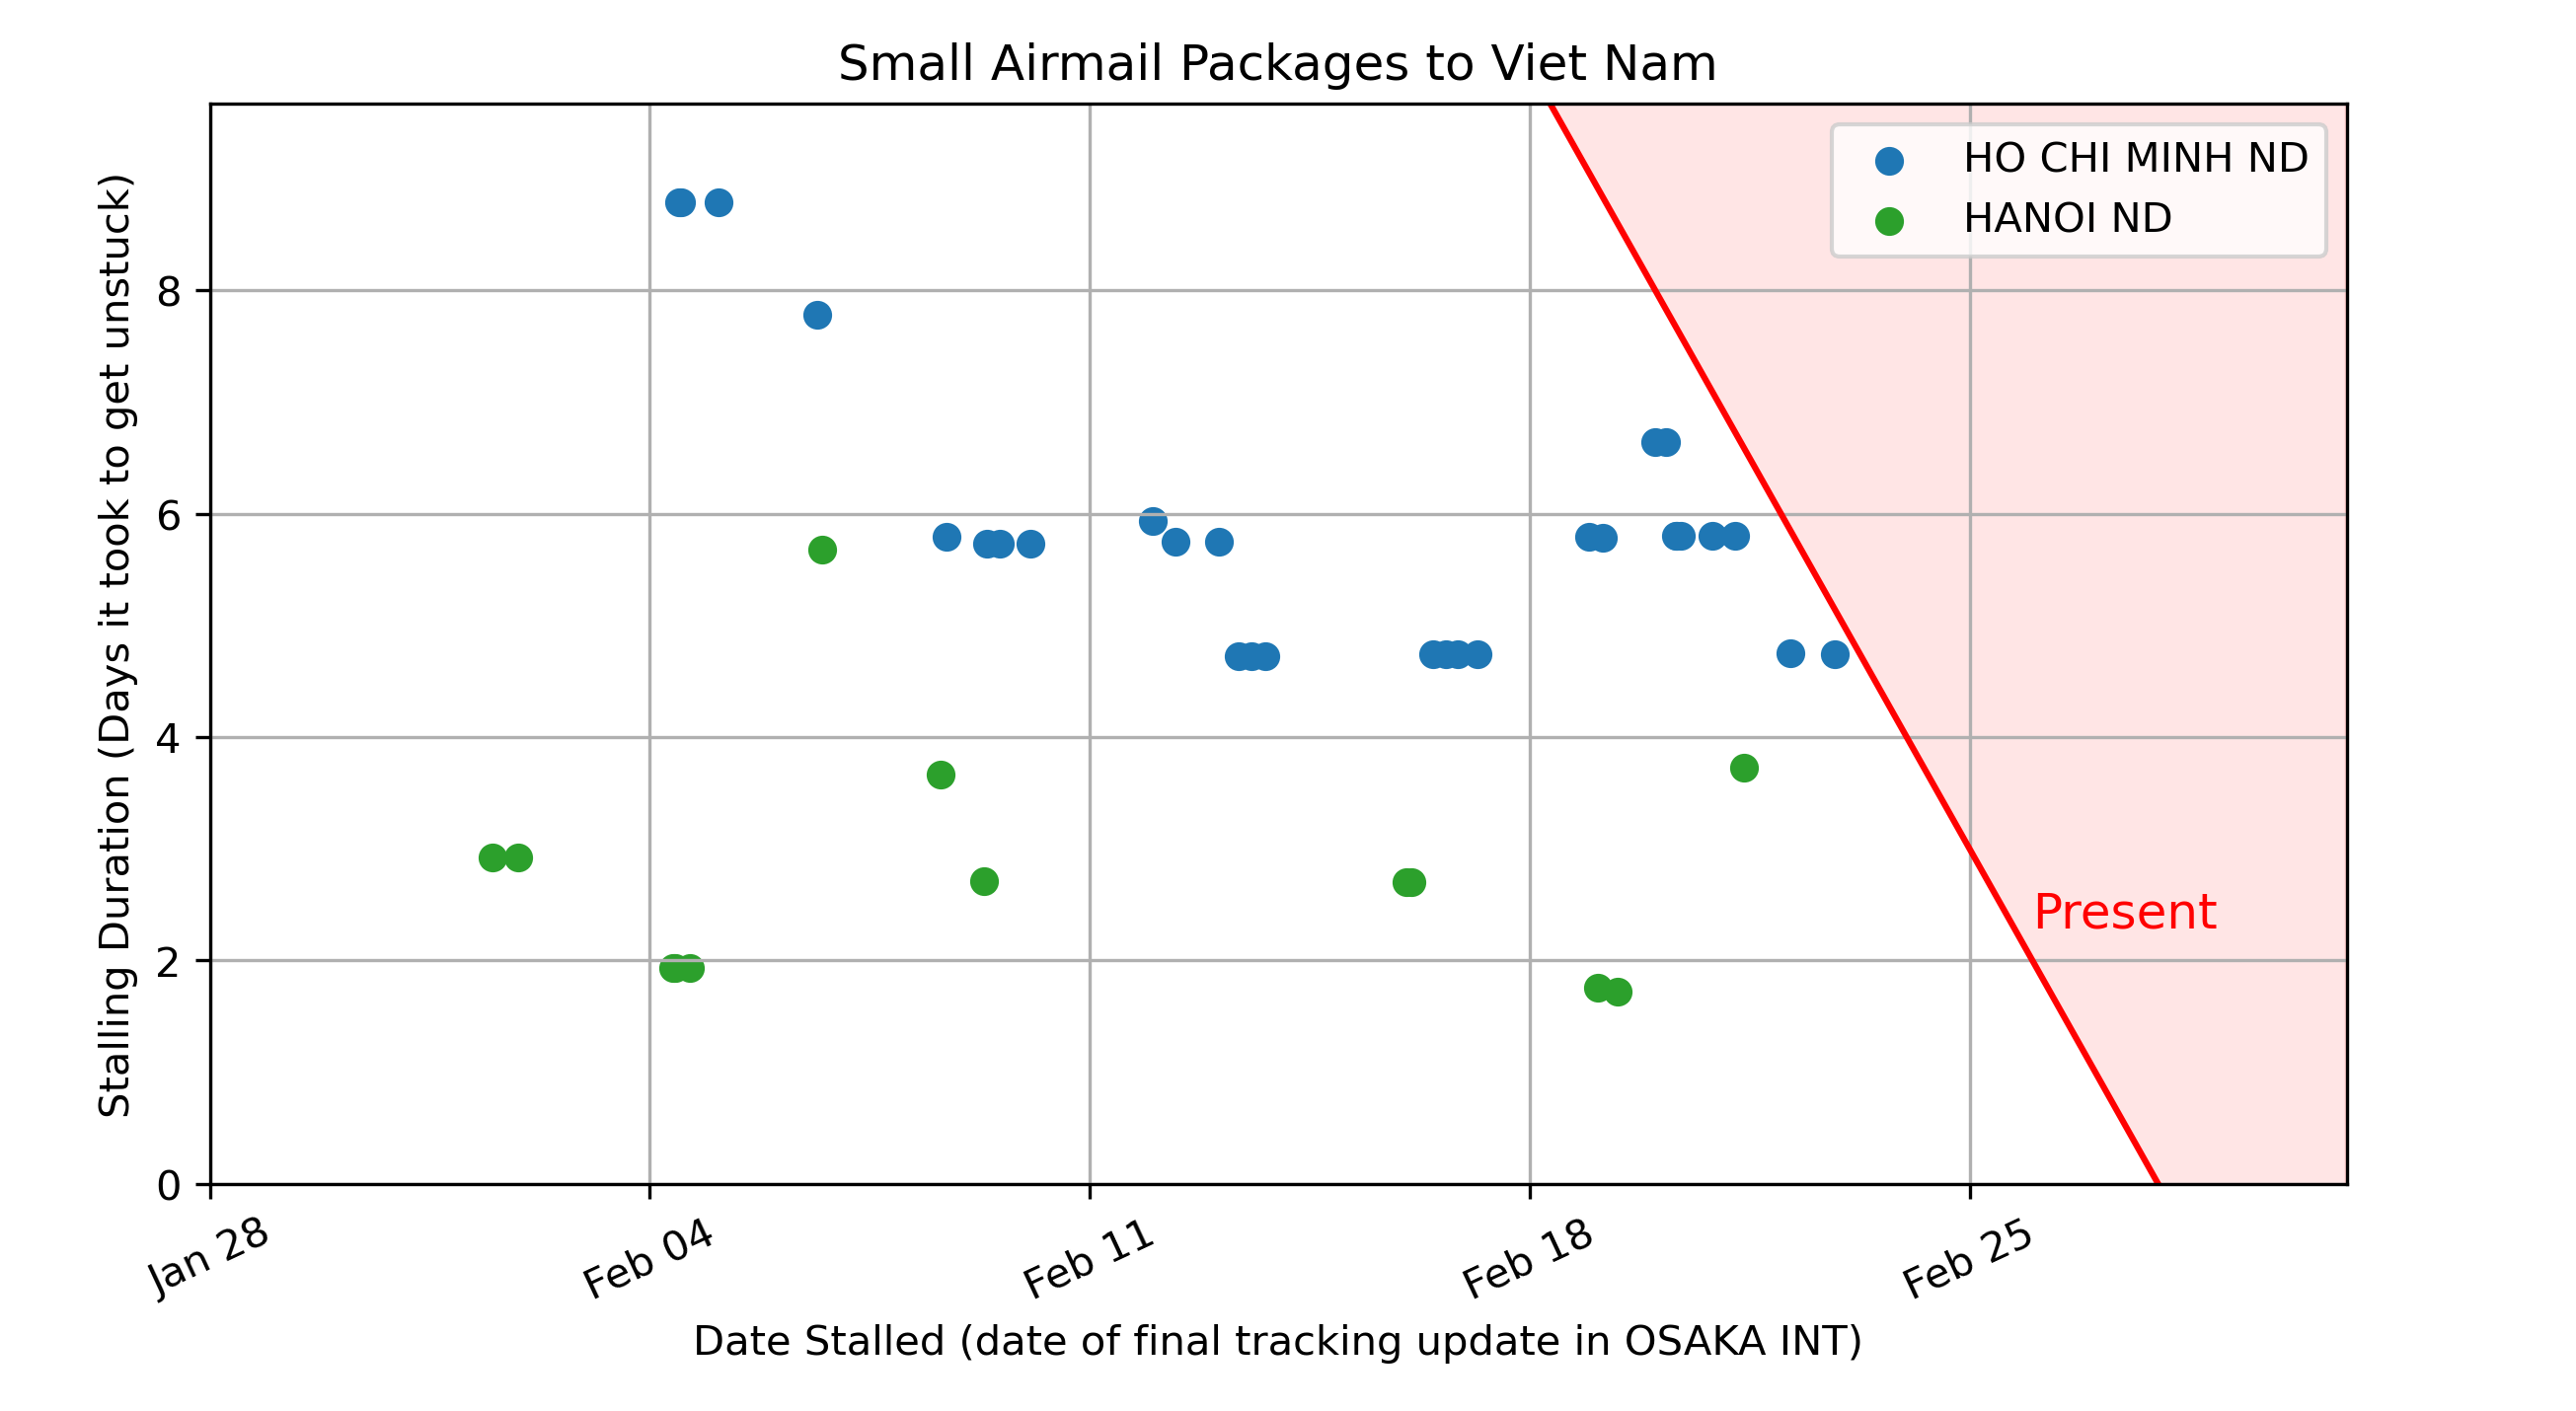 Small Airmail Packages to Viet Nam
HO CHI MINH ND
HANOI ND
Present
Stalling Duration (Days it took to get unstuck)
8
6
4
2
0
Jan 28
Feb 04
Feb 11
Feb 18
Feb 25
Date Stalled (date of final tracking update in OSAKA INT)